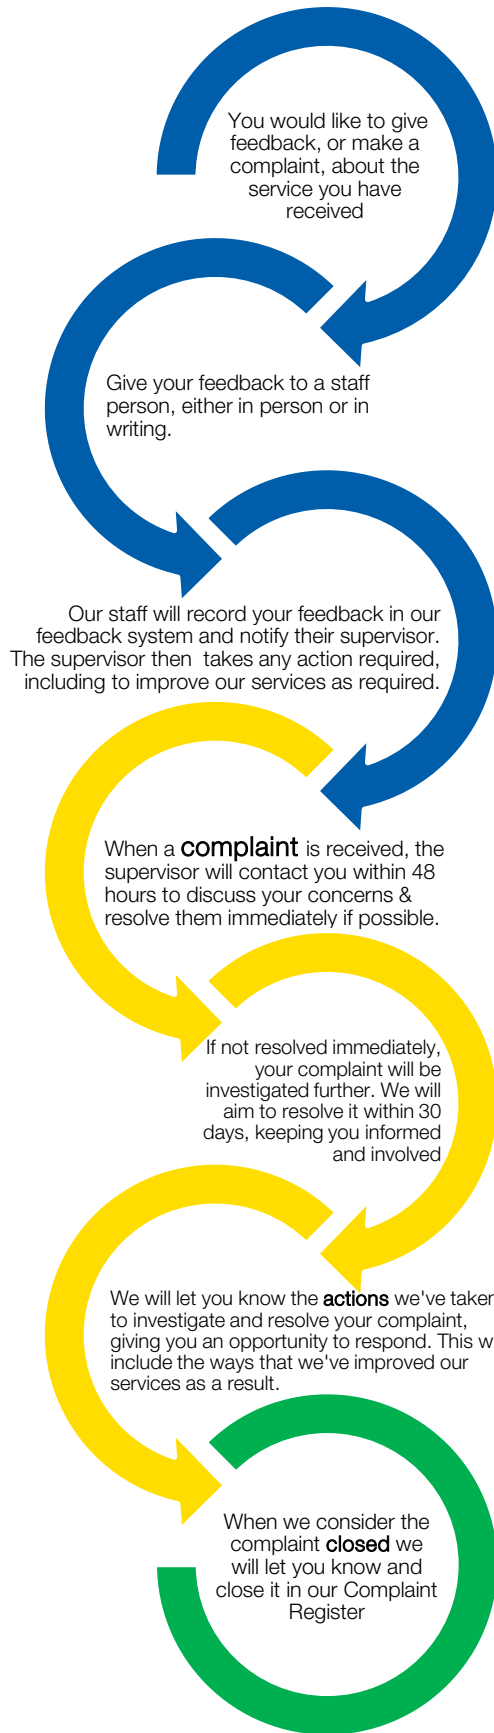 You would like to give
feedback, or make a
complaint, about the
service you have
received
Give your feedback to a staff
person, either in person or in
writing.
Our staff will record your feedback in our
feedback system and notify their supervisor.
The supervisor then takes any action required,
including to improve our services as required.
When a complaint is received, the
supervisor will contact you within 48
hours to discuss your concerns &
resolve them immediately if possible.
If not resolved immediately,
your complaint will be
investigated further. We will
aim to resolve it within 30
days, keeping you informed
and involved
We will let you know the actions we've taken
to investigate and resolve your complaint,
giving you an opportunity to respond. This w
include the ways that we've improved our
services as a result.
When we consider the
complaint closed we
will let you know and
close it in our Complaint
Register